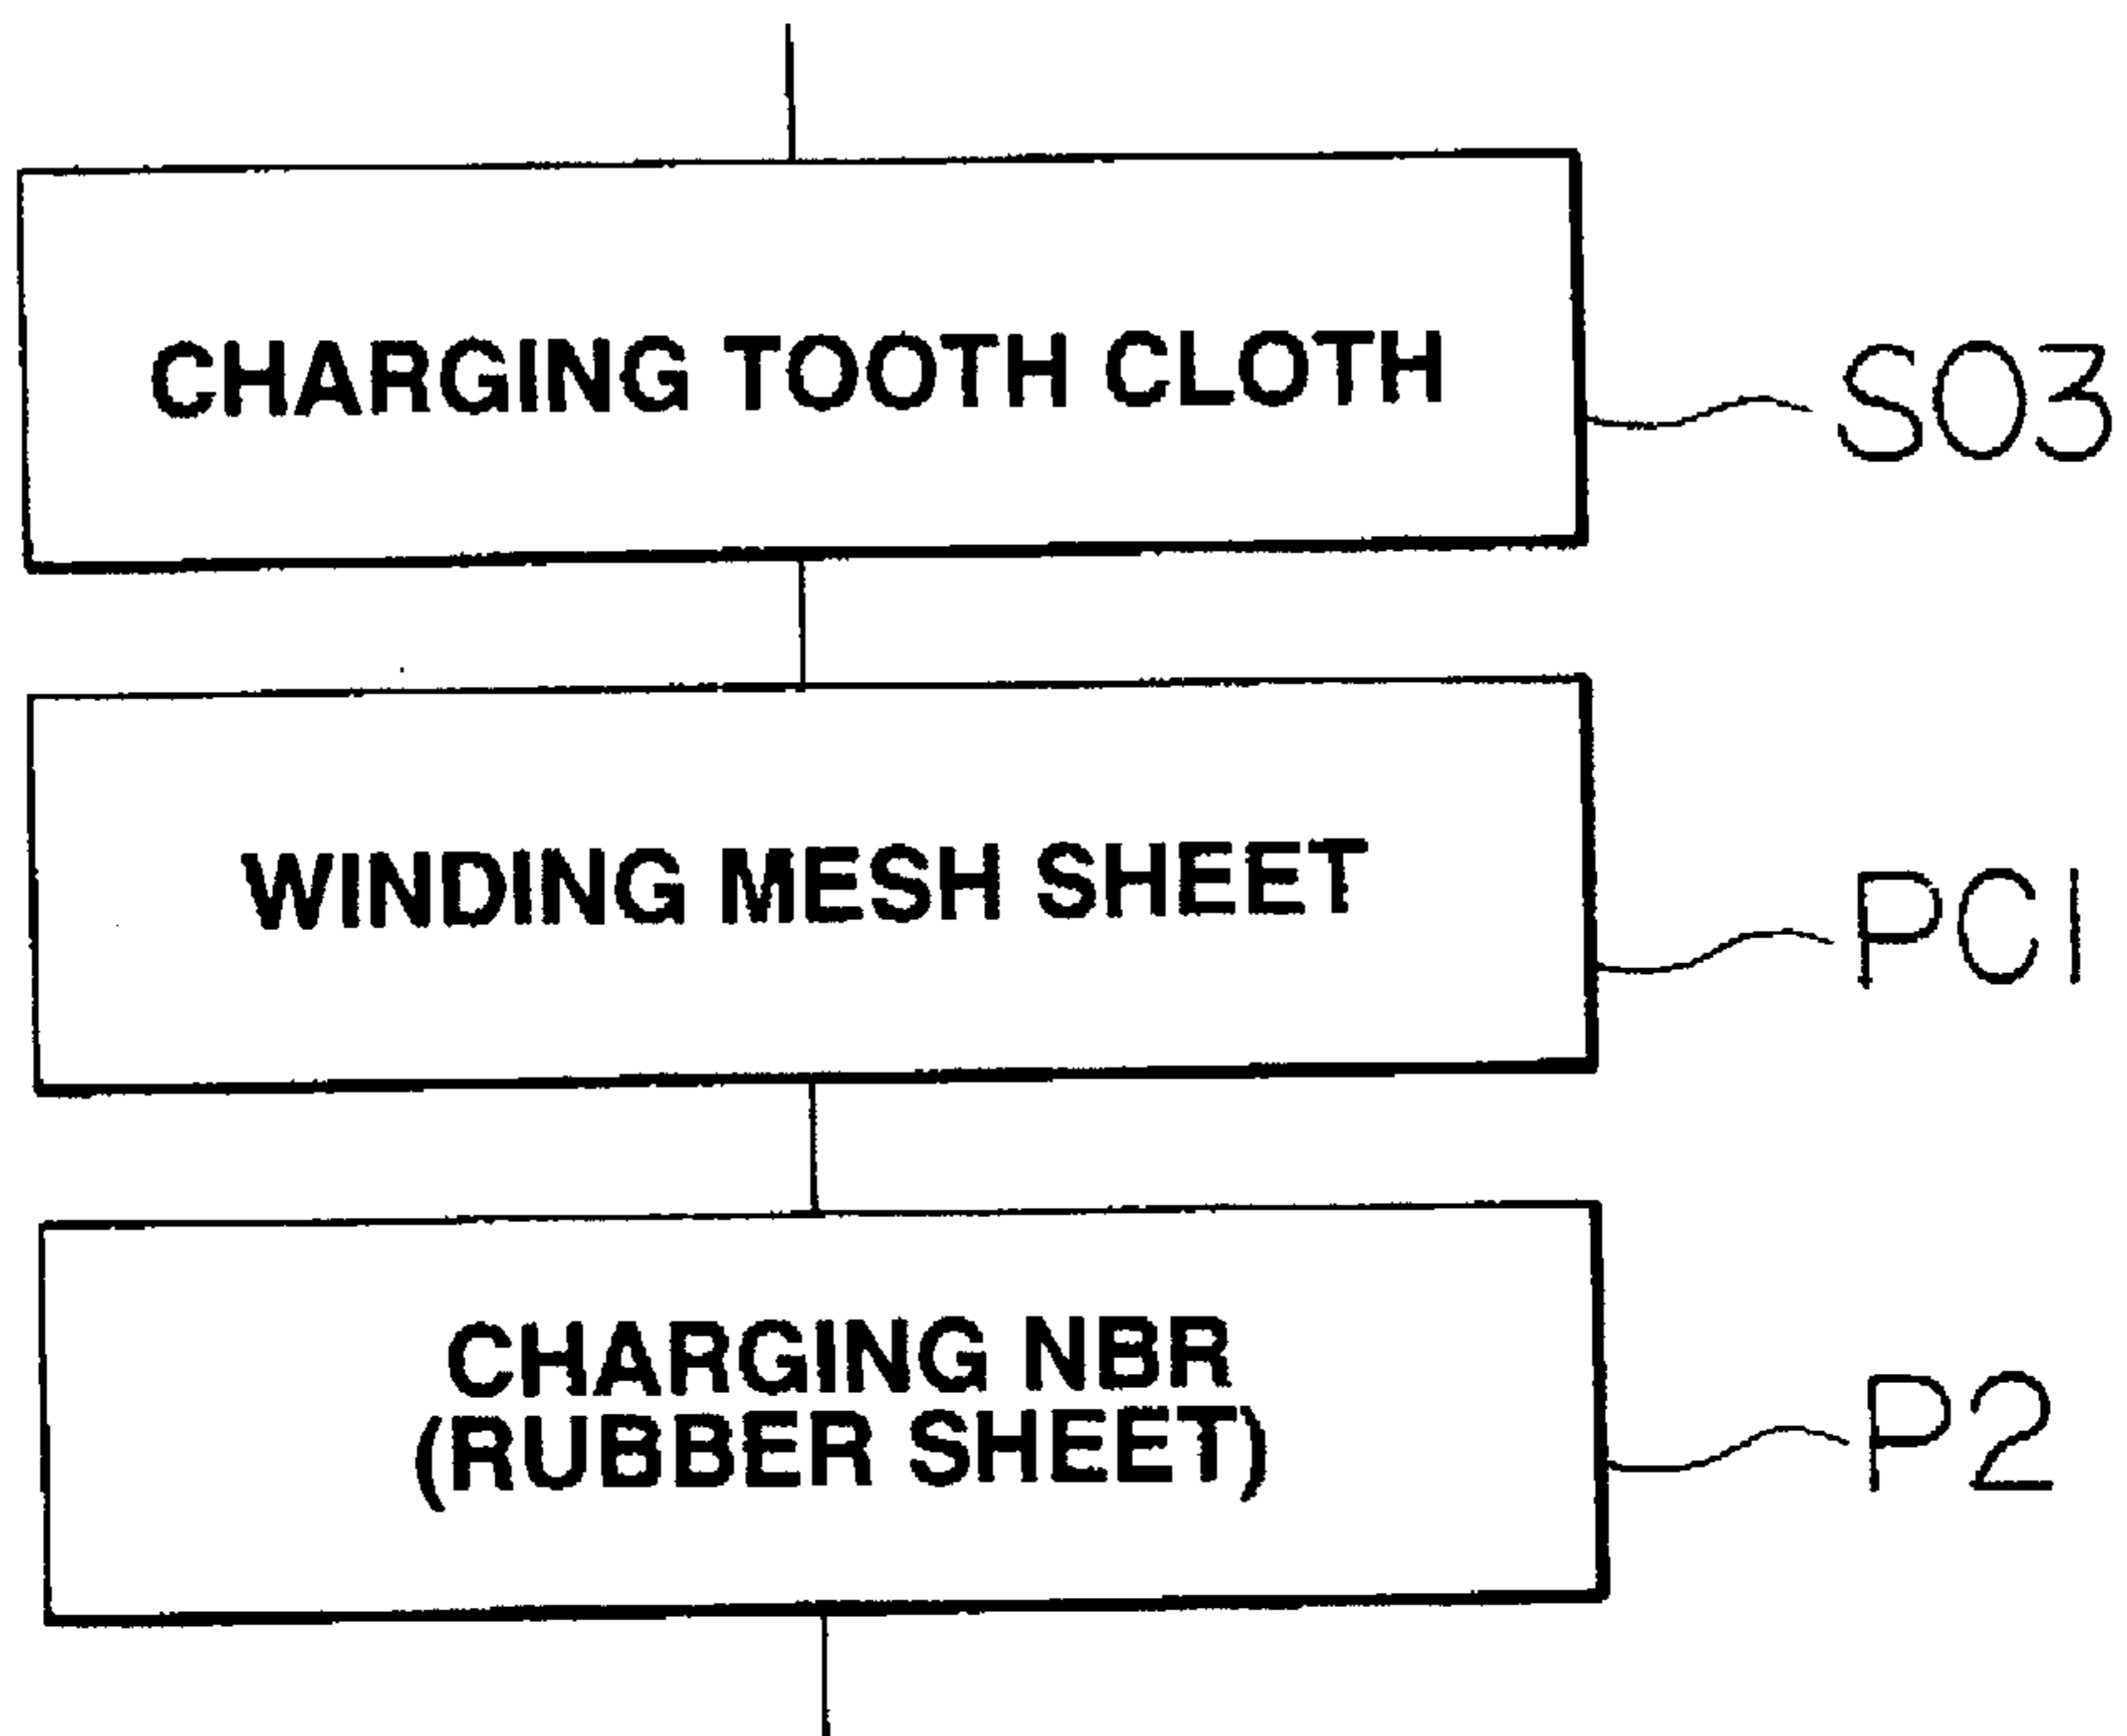 CHARGING TOOTH CLOTH
S03
WINDING MESH SHEET
PC1
CHARGING NBR
(RUBBER SHEET)
P2